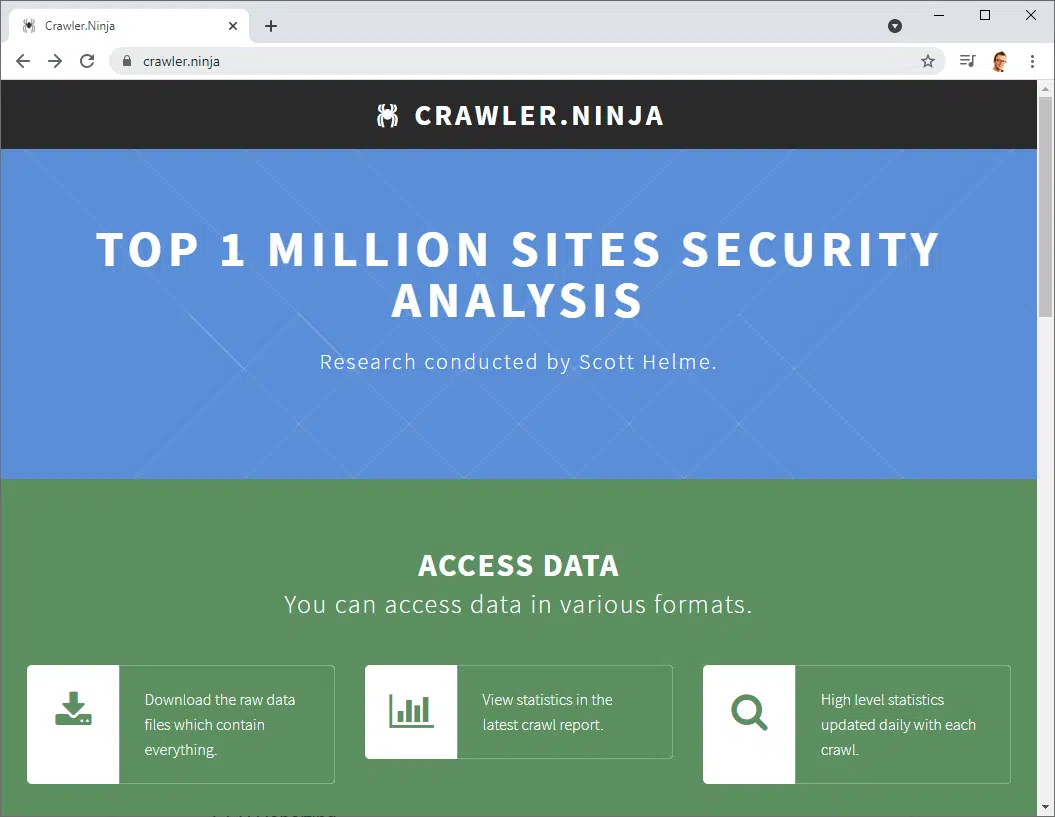 Crawler.Ninja
crawler.ninja
CRAWLER.NINJA
TOP 1 MILLION SITES SECURITY
ANALYSIS
Research conducted by Scott Helme.
ACCESS DATA
You can access data in various formats.
Download the raw data
files which contain
everything.
View statistics in the
latest crawl report.
High level statistics
updated daily with each
crawl.